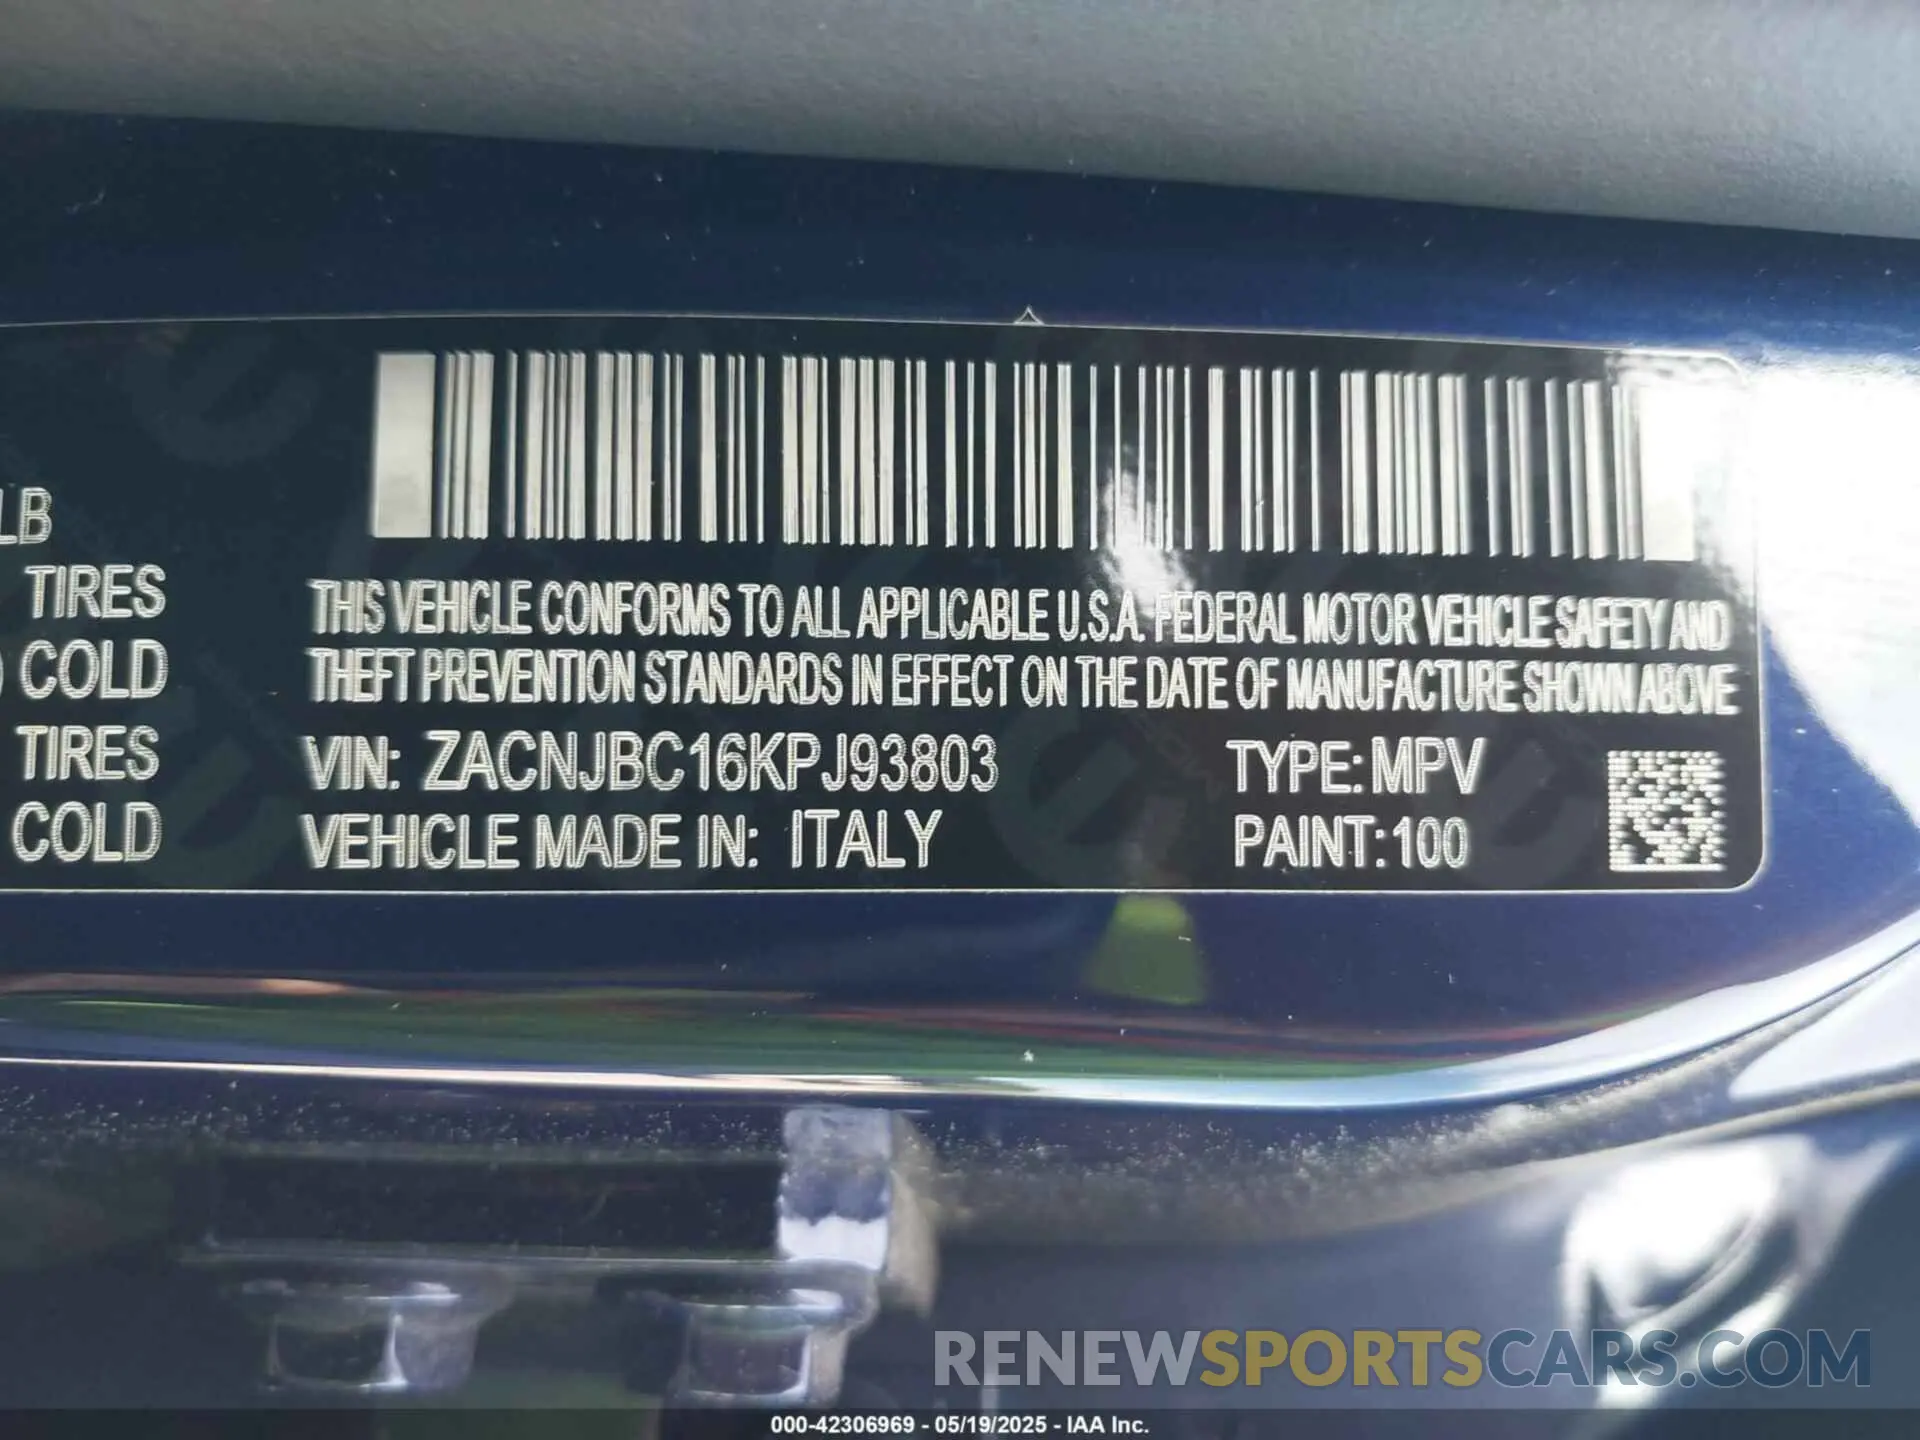 LB
TIRES
COLD
TIRES
COLD
THIS VEHICLE CONFORMS TO ALL APPLICABLE U.S.A. FEDERAL MOTOR VEHICLE SAFETY AND
THEFT PREVENTION STANDARDS IN EFFECT ON THE DATE OF MANUFACTURE SHOWN ABOVE
VIN: ZACNJBC16KPJ93803 TYPE: MPV
VEHICLE MADE IN: ITALY PAINT: 100
RENEWSPORTSCARS.COM
000-42306969 - 05/19/2025 - IAA Inc.